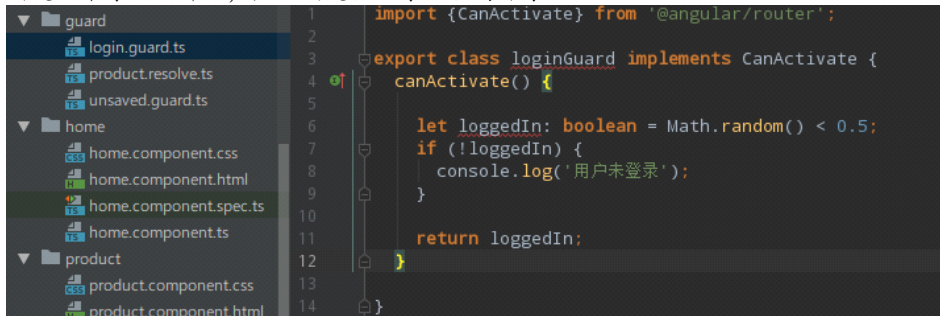 guard
login.guard.ts
product.resolve.ts
unsaved.guard.ts
home
home.component.css
home.component.html
home.component.spec.ts
home.component.ts
product
product.component.css
product.component.html
1 import {CanActivate} from '@angular/router';
2
3 export class loginGuard implements CanActivate {
4 canActivate() {
5
6 let loggedIn: boolean = Math.random() < 0.5;
7 if (!loggedIn) {
8 console.log('用户未登录');
9 }
10
11 return loggedIn;
12 }
13
14 }